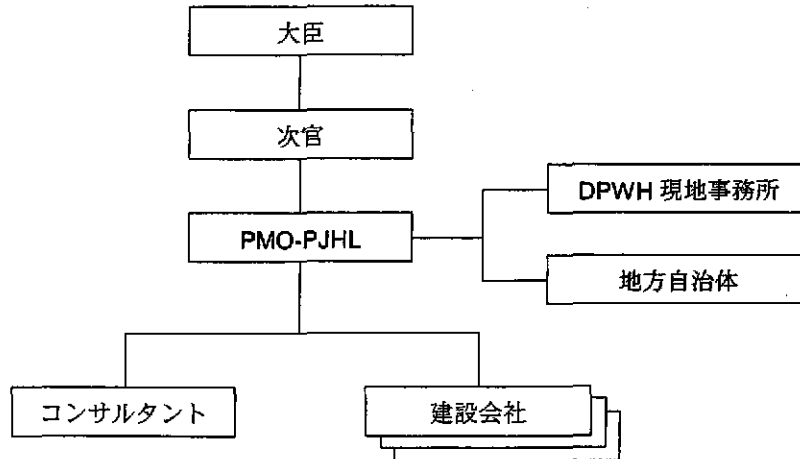 大臣
次官
DPWH 現地事務所
PMO-PJHL
地方自治体
コンサルタント
建設会社